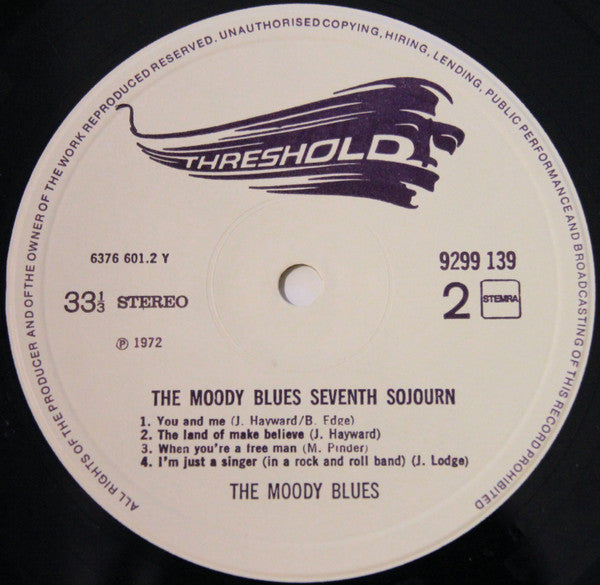 ALL RIGHTS OF THE PRODUCER AND OF THE OWNER OF THE WORK REPRODUCED RESERVED. UNAUTHORISED COPYING, HIRING, LENDING, PUBLIC PERFORMANCE AND BROADCASTING OF THIS RECORD PROHIBITED
THRESHOLD
6376 601.2 Y
9299 139
33⅓ STEREO
2 STEMRA
℗ 1972
THE MOODY BLUES SEVENTH SOJOURN
1. You and me (J. Hayward/B. Edge)
2. The land of make believe (J. Hayward)
3. When you're a free man (M. Pinder)
4. I'm just a singer (in a rock and roll band) (J. Lodge)
THE MOODY BLUES